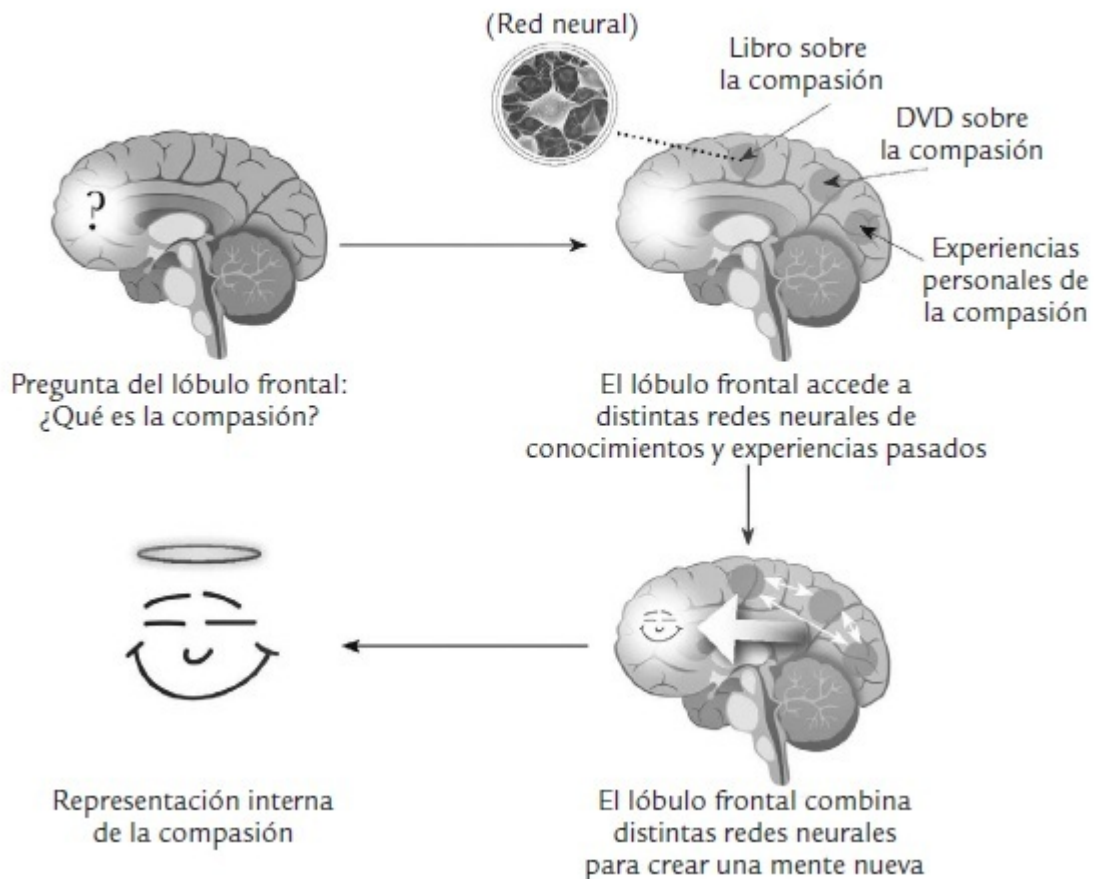 (Red neural)
Libro sobre
la compasión
DVD sobre
la compasión
Experiencias
personales de
la compasión
?
Pregunta del lóbulo frontal:
¿Qué es la compasión?
El lóbulo frontal accede a
distintas redes neurales de
conocimientos y experiencias pasados
Representación interna
de la compasión
El lóbulo frontal combina
distintas redes neurales
para crear una mente nueva